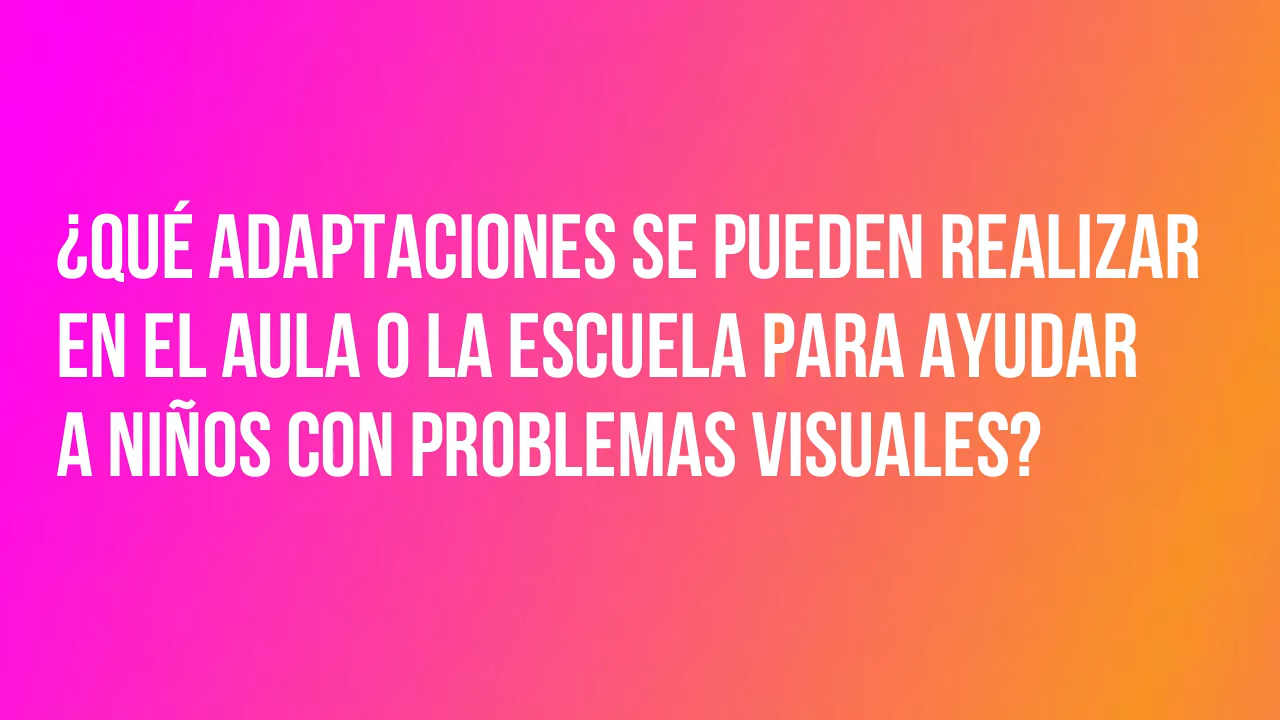 ¿QUÉ ADAPTACIONES SE PUEDEN REALIZAR
EN EL AULA O LA ESCUELA PARA AYUDAR
A NIÑOS CON PROBLEMAS VISUALES?